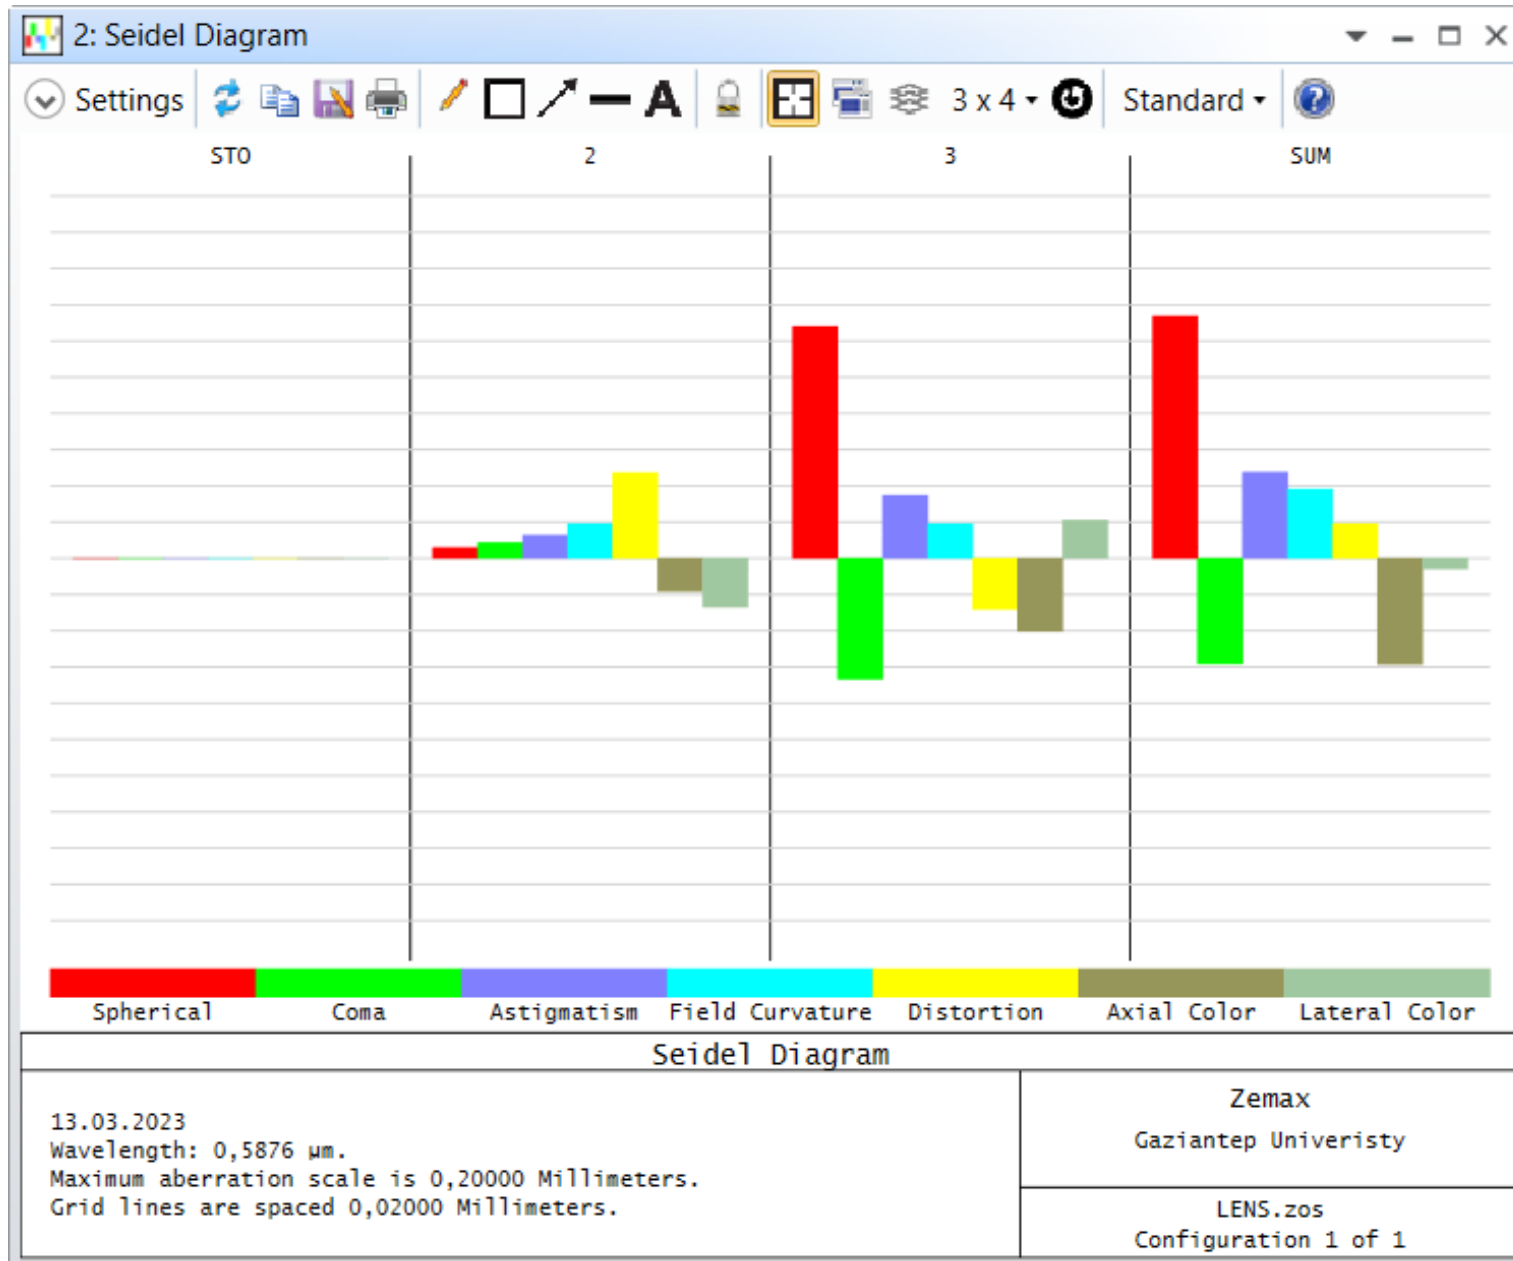 2: Seidel Diagram
Settings A 3 x 4 Standard
STO 2 3 SUM
Spherical Coma Astigmatism Field Curvature Distortion Axial Color Lateral Color
Seidel Diagram
13.03.2023
Wavelength: 0,5876 µm.
Maximum aberration scale is 0,20000 Millimeters.
Grid lines are spaced 0,02000 Millimeters.
Zemax
Gaziantep Univeristy
LENS.zos
Configuration 1 of 1